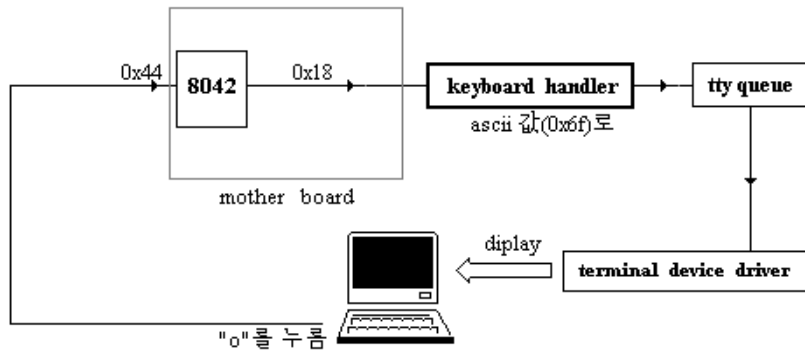 0x44
8042
0x18
keyboard handler
tty queue
ascii 값(0x6f)로
mother board
diplay
terminal device driver
"o"를 누름